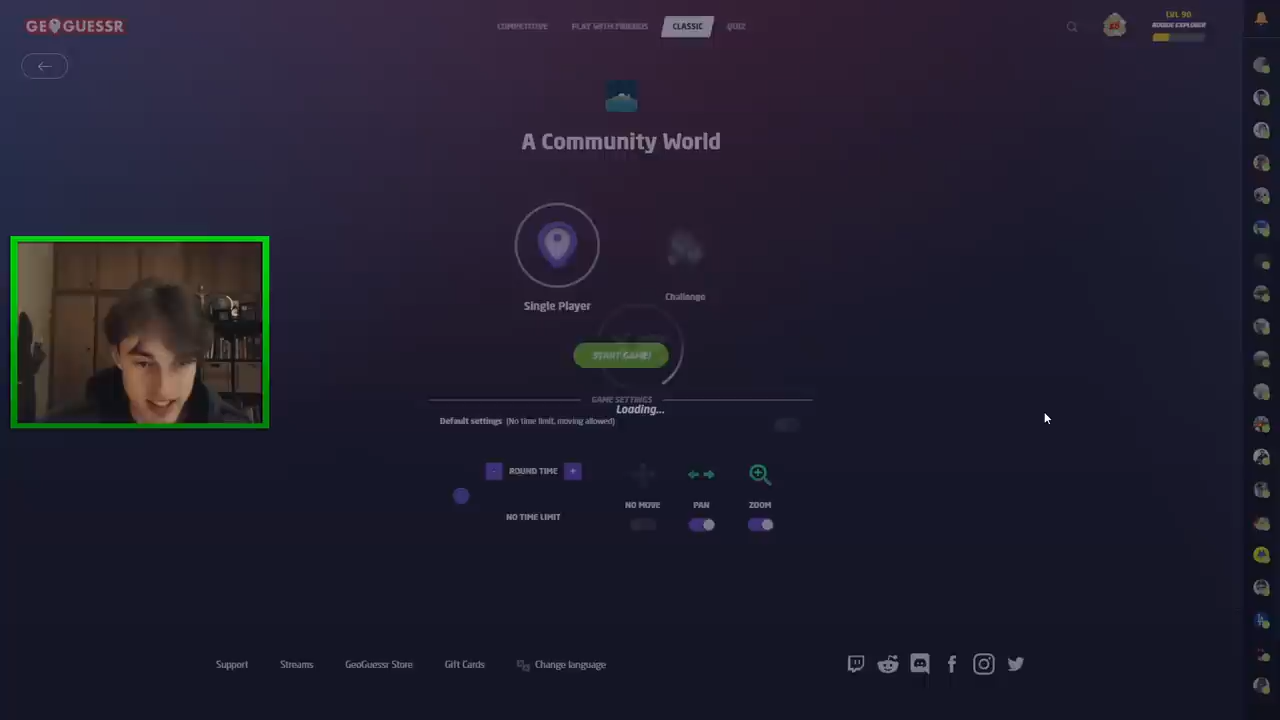 GEOGUESSR
COMPETITIVE PLAY WITH FRIENDS CLASSIC QUIZ
LVL 90
ROGUE EXPLORER
A Community World
Single Player
Challenge
START GAME!
GAME SETTINGS
Loading...
Default settings (No time limit, moving allowed)
- ROUND TIME +
NO TIME LIMIT
NO MOVE PAN ZOOM
Support Streams GeoGuessr Store Gift Cards Change language